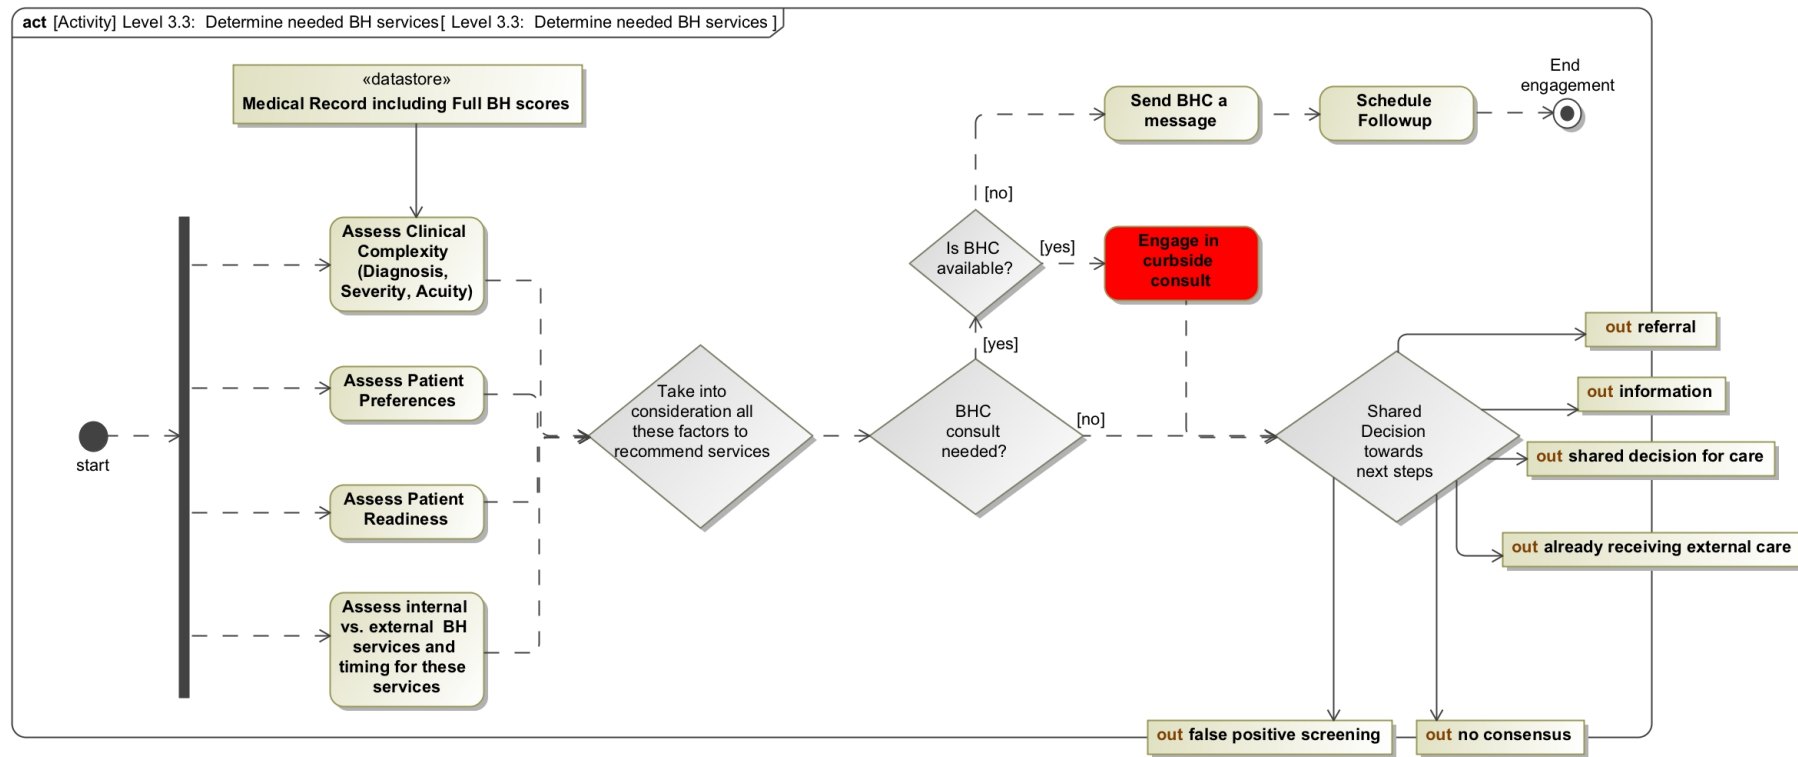 act [Activity] Level 3.3: Determine needed BH services[ Level 3.3: Determine needed BH services ]
«datastore»
Medical Record including Full BH scores
End
engagement
Send BHC a
message
Schedule
Followup
[no]
Assess Clinical
Complexity
(Diagnosis,
Severity, Acuity)
Is BHC
available?
[yes]
Engage in
curbside
consult
[yes]
out referral
Assess Patient
Preferences
Take into
consideration all
these factors to
recommend services
BHC
consult
needed?
[no]
Shared
Decision
towards
next steps
out information
out shared decision for care
start
Assess Patient
Readiness
out already receiving external care
Assess internal
vs. external BH
services and
timing for these
services
out false positive screening
out no consensus